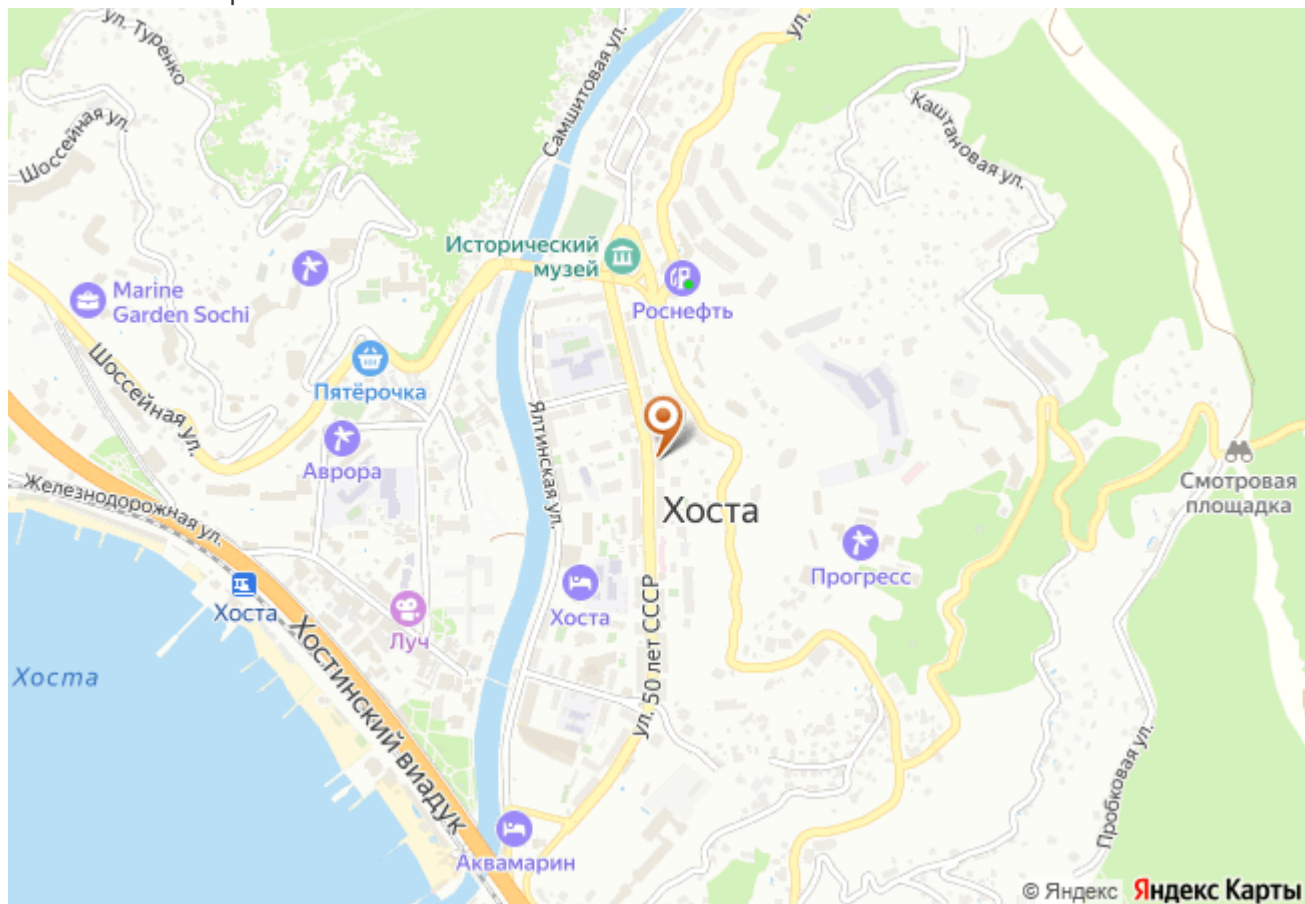 ул. Туренко
Шоссейная ул.
Самшитовая ул.
ул.
Каштановая ул.
Исторический
музей
Marine
Garden Sochi
Роснефть
Шоссейная ул.
Пятёрочка
Ялтинская ул.
Аврора
Смотровая
площадка
Железнодорожная ул.
Хоста
Прогресс
Хоста
Луч
Хоста
Хоста
Хостинский виадук
ул. 50 лет СССР
Пробковая ул.
Аквамарин
© Яндекс Яндекс Карты